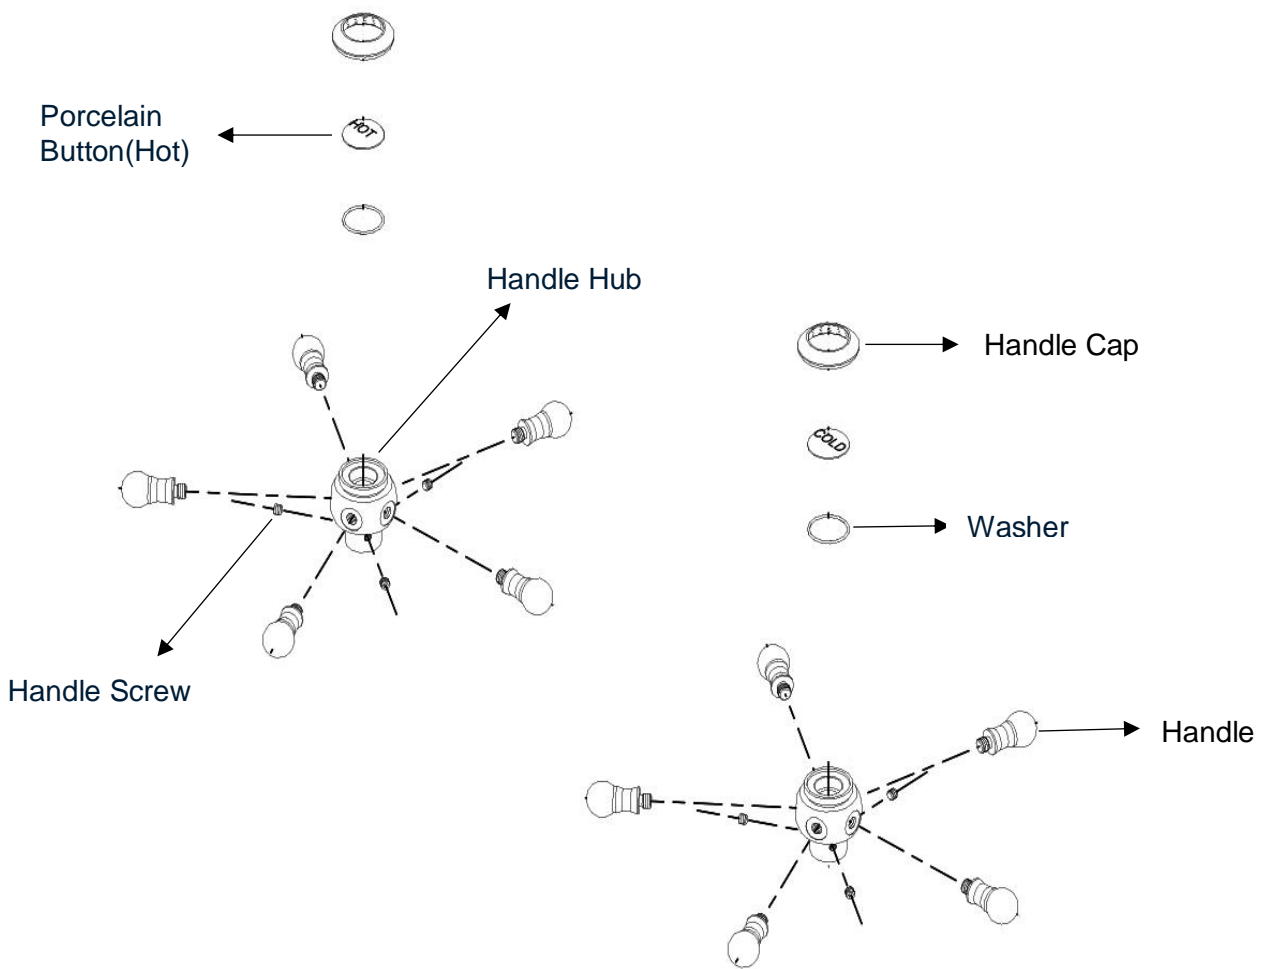 Porcelain
Button(Hot)
HOT
Handle Hub
Handle Cap
COLD
Washer
Handle Screw
Handle